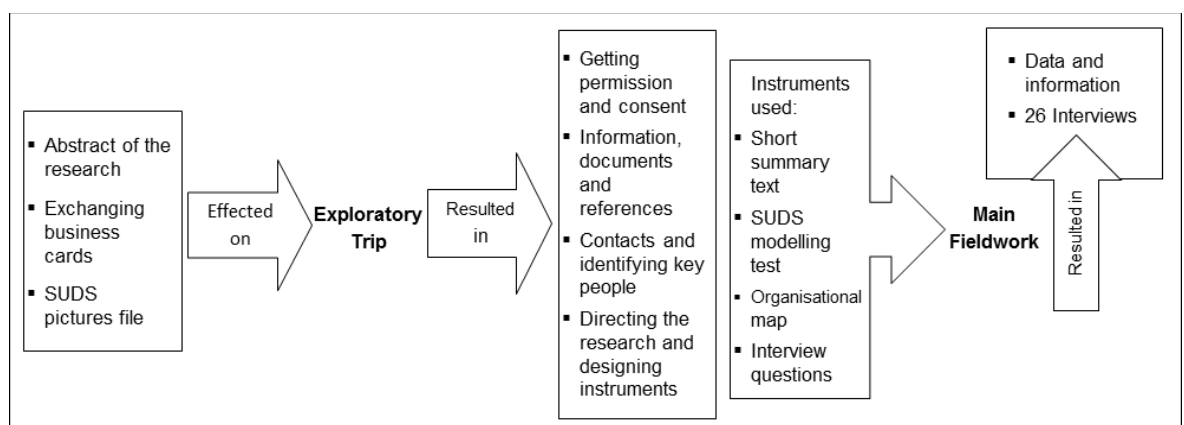 ▪ Abstract of the
research
▪ Exchanging
business
cards
▪ SUDS
pictures file
Effected
on
Exploratory
Trip
Resulted
in
▪ Getting
permission
and consent
▪ Information,
documents
and
references
▪ Contacts and
identifying key
people
▪ Directing the
research and
designing
instruments
Instruments
used:
▪ Short
summary
text
▪ SUDS
modelling
test
▪ Organisational
map
▪ Interview
questions
Main
Fieldwork
Resulted in
▪ Data and
information
▪ 26 Interviews